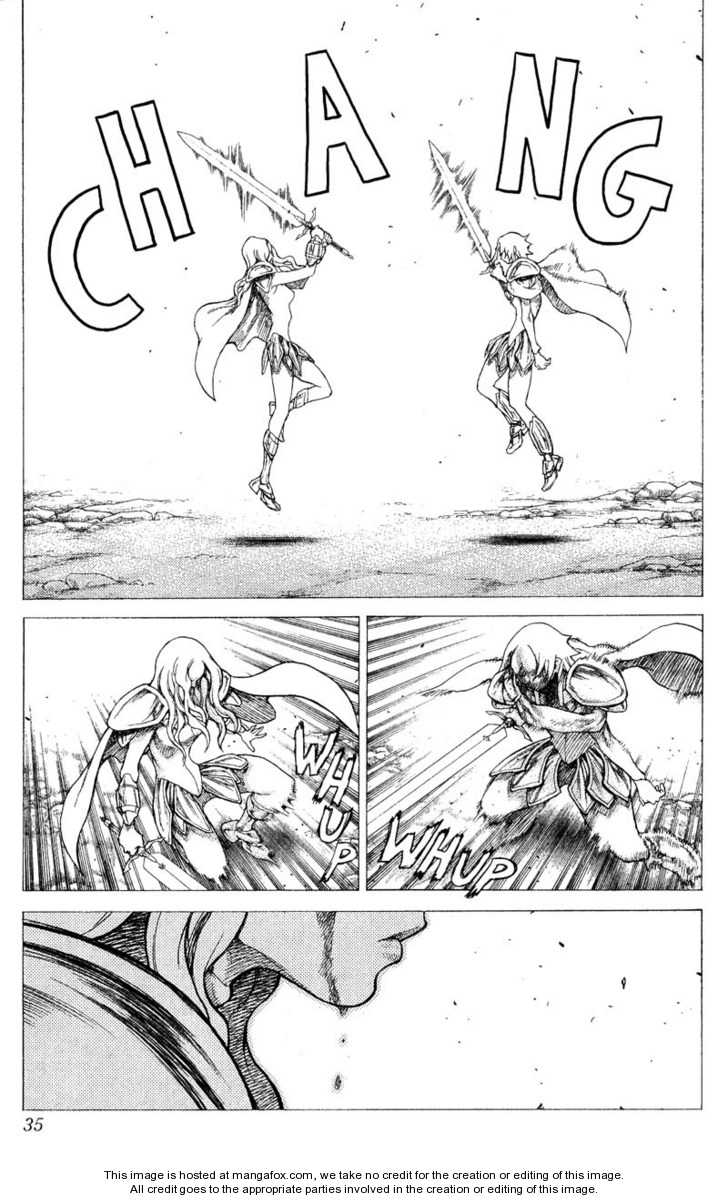 CHANG
WHUP
WHUP
35
This image is hosted at mangafox.com, we take no credit for the creation or editing of this image.
All credit goes to the appropriate parties involved in the creation or editing of this image.